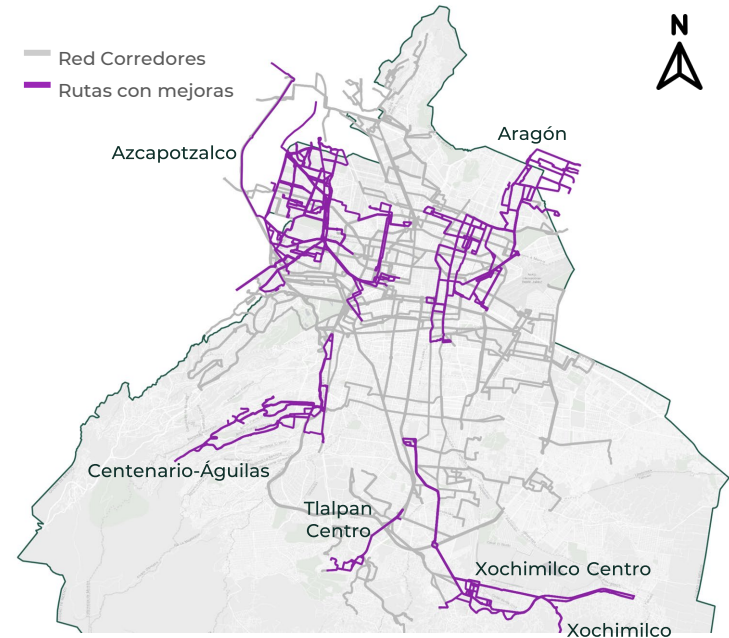 N
Red Corredores
Rutas con mejoras
Aragón
Azcapotzalco
Centenario-Águilas
Tlalpan
Centro
Xochimilco Centro
Xochimilco